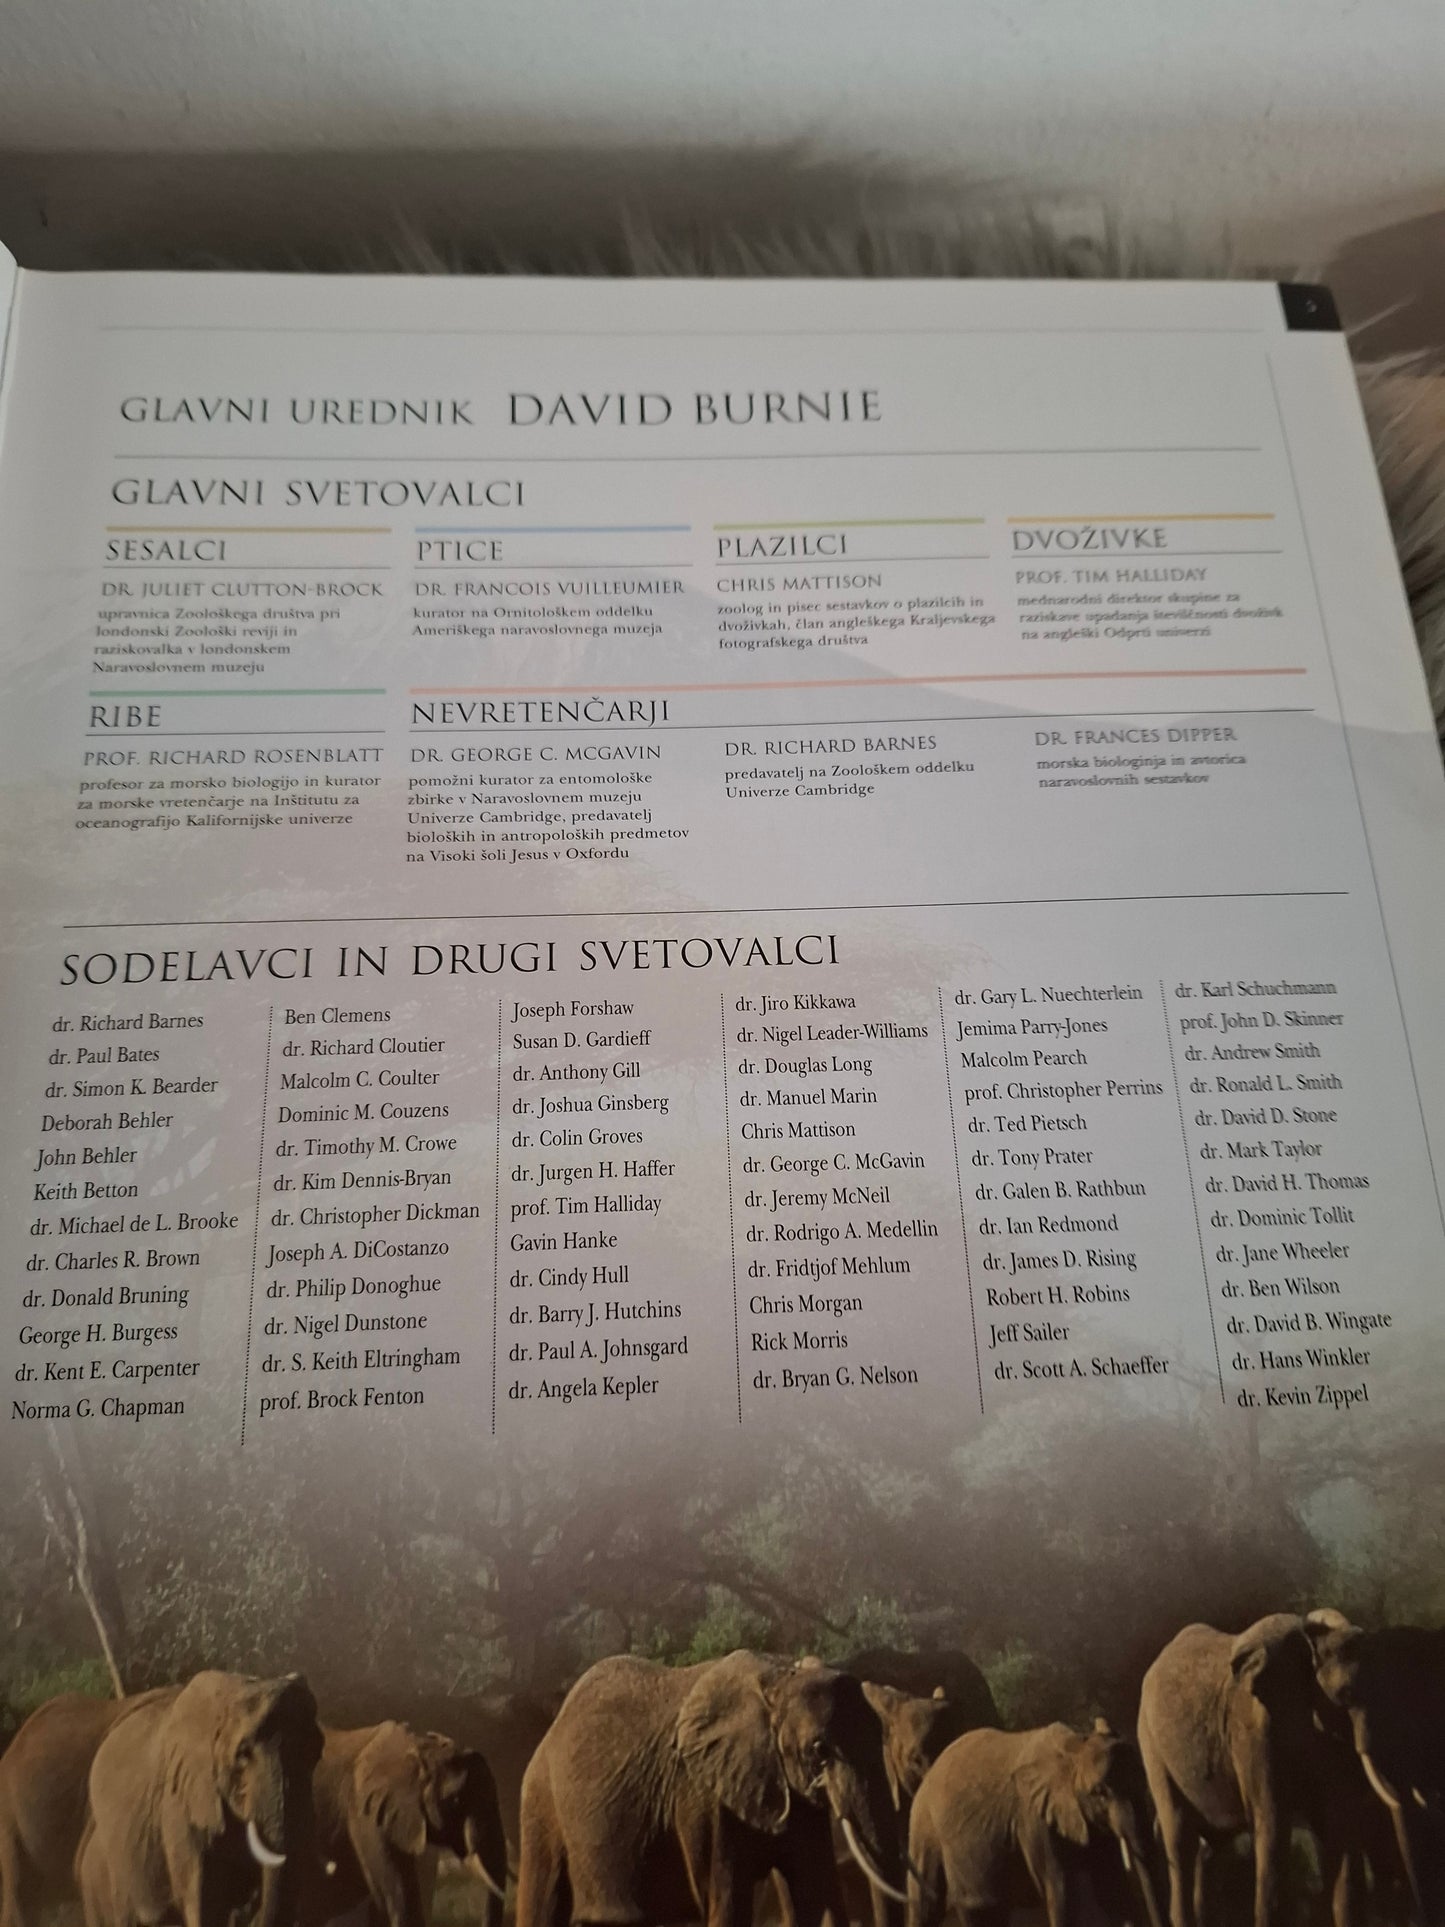 5
GLAVNI UREDNIK DAVID BURNIE
GLAVNI SVETOVALCI
SESALCI
DR. JULIET CLUTTON-BROCK
upravnica Zoološkega društva pri
londonski Zoološki reviji in
raziskovalka v londonskem
Naravoslovnem muzeju
PTICE
DR. FRANCOIS VUILLEUMIER
kurator na Ornitološkem oddelku
Ameriškega naravoslovnega muzeja
PLAZILCI
CHRIS MATTISON
zoolog in pisec sestavkov o plazilcih in
dvoživkah, član angleškega Kraljevskega
fotografskega društva
DVOŽIVKE
PROF. TIM HALLIDAY
mednarodni direktor skupine za
raziskave upadanja številčnosti dvoživk
na angleški Odprti univerzi
RIBE
PROF. RICHARD ROSENBLATT
profesor za morsko biologijo in kurator
za morske vretenčarje na Inštitutu za
oceanografijo Kalifornijske univerze
NEVRETENČARJI
DR. GEORGE C. MCGAVIN
pomožni kurator za entomološke
zbirke v Naravoslovnem muzeju
Univerze Cambridge, predavatelj
bioloških in antropoloških predmetov
na Visoki šoli Jesus v Oxfordu
DR. RICHARD BARNES
predavatelj na Zoološkem oddelku
Univerze Cambridge
DR. FRANCES DIPPER
morska biologinja in avtorica
naravoslovnih sestavkov
SODELAVCI IN DRUGI SVETOVALCI
dr. Richard Barnes
dr. Paul Bates
dr. Simon K. Bearder
Deborah Behler
John Behler
Keith Betton
dr. Michael de L. Brooke
dr. Charles R. Brown
dr. Donald Bruning
George H. Burgess
dr. Kent E. Carpenter
Norma G. Chapman
Ben Clemens
dr. Richard Cloutier
Malcolm C. Coulter
Dominic M. Couzens
dr. Timothy M. Crowe
dr. Kim Dennis-Bryan
dr. Christopher Dickman
Joseph A. DiCostanzo
dr. Philip Donoghue
dr. Nigel Dunstone
dr. S. Keith Eltringham
prof. Brock Fenton
Joseph Forshaw
Susan D. Gardieff
dr. Anthony Gill
dr. Joshua Ginsberg
dr. Colin Groves
dr. Jurgen H. Haffer
prof. Tim Halliday
Gavin Hanke
dr. Cindy Hull
dr. Barry J. Hutchins
dr. Paul A. Johnsgard
dr. Angela Kepler
dr. Jiro Kikkawa
dr. Nigel Leader-Williams
dr. Douglas Long
dr. Manuel Marin
Chris Mattison
dr. George C. McGavin
dr. Jeremy McNeil
dr. Rodrigo A. Medellin
dr. Fridtjof Mehlum
Chris Morgan
Rick Morris
dr. Bryan G. Nelson
dr. Gary L. Nuechterlein
Jemima Parry-Jones
Malcolm Pearch
prof. Christopher Perrins
dr. Ted Pietsch
dr. Tony Prater
dr. Galen B. Rathbun
dr. Ian Redmond
dr. James D. Rising
Robert H. Robins
Jeff Sailer
dr. Scott A. Schaeffer
dr. Karl Schuchmann
prof. John D. Skinner
dr. Andrew Smith
dr. Ronald L. Smith
dr. David D. Stone
dr. Mark Taylor
dr. David H. Thomas
dr. Dominic Tollit
dr. Jane Wheeler
dr. Ben Wilson
dr. David B. Wingate
dr. Hans Winkler
dr. Kevin Zippel